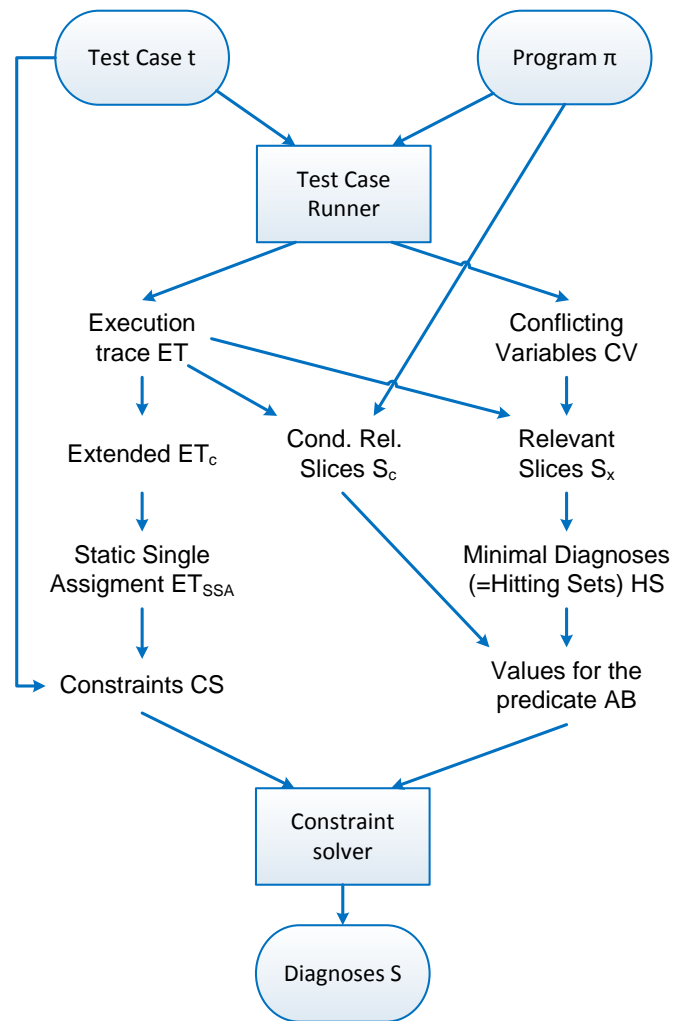 Test Case t
Program π
Test Case
Runner
Execution
trace ET
Conflicting
Variables CV
Extended ETc
Cond. Rel.
Slices Sc
Relevant
Slices Sx
Static Single
Assigment ETSSA
Minimal Diagnoses
(=Hitting Sets) HS
Constraints CS
Values for the
predicate AB
Constraint
solver
Diagnoses S